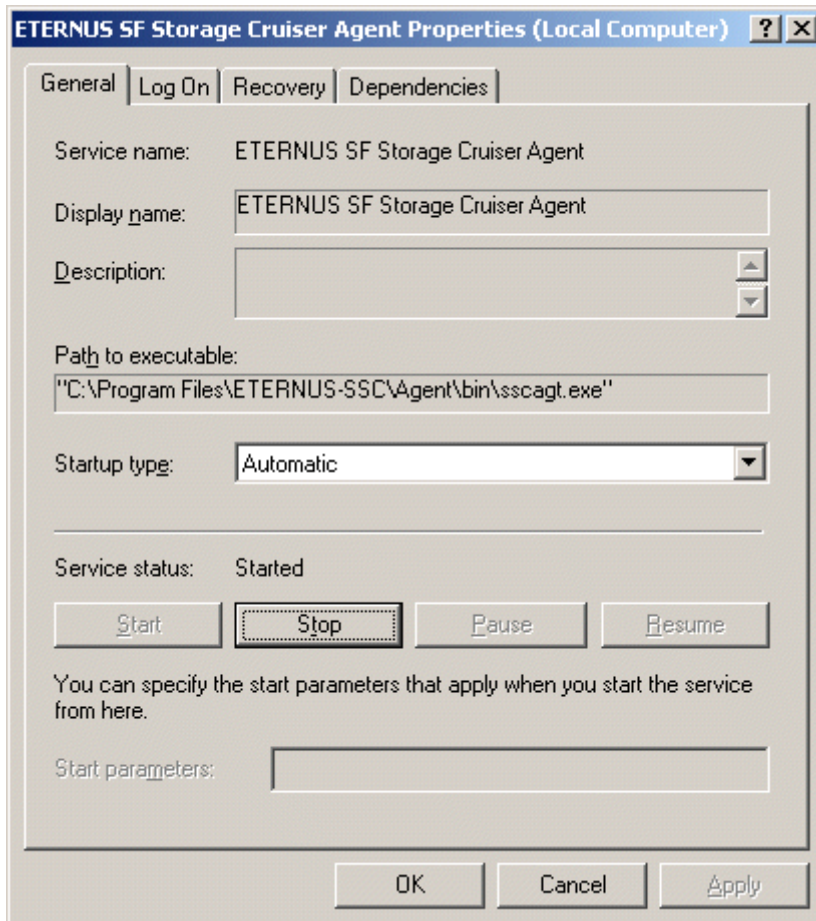 ETERNUS SF Storage Cruiser Agent Properties (Local Computer)
General Log On Recovery Dependencies
Service name: ETERNUS SF Storage Cruiser Agent
Display name: ETERNUS SF Storage Cruiser Agent
Description:
Path to executable:
"C:\Program Files\ETERNUS-SSC\Agent\bin\sscagt.exe"
Startup type: Automatic
Service status: Started
Start Stop Pause Resume
You can specify the start parameters that apply when you start the service
from here.
Start parameters:
OK Cancel Apply